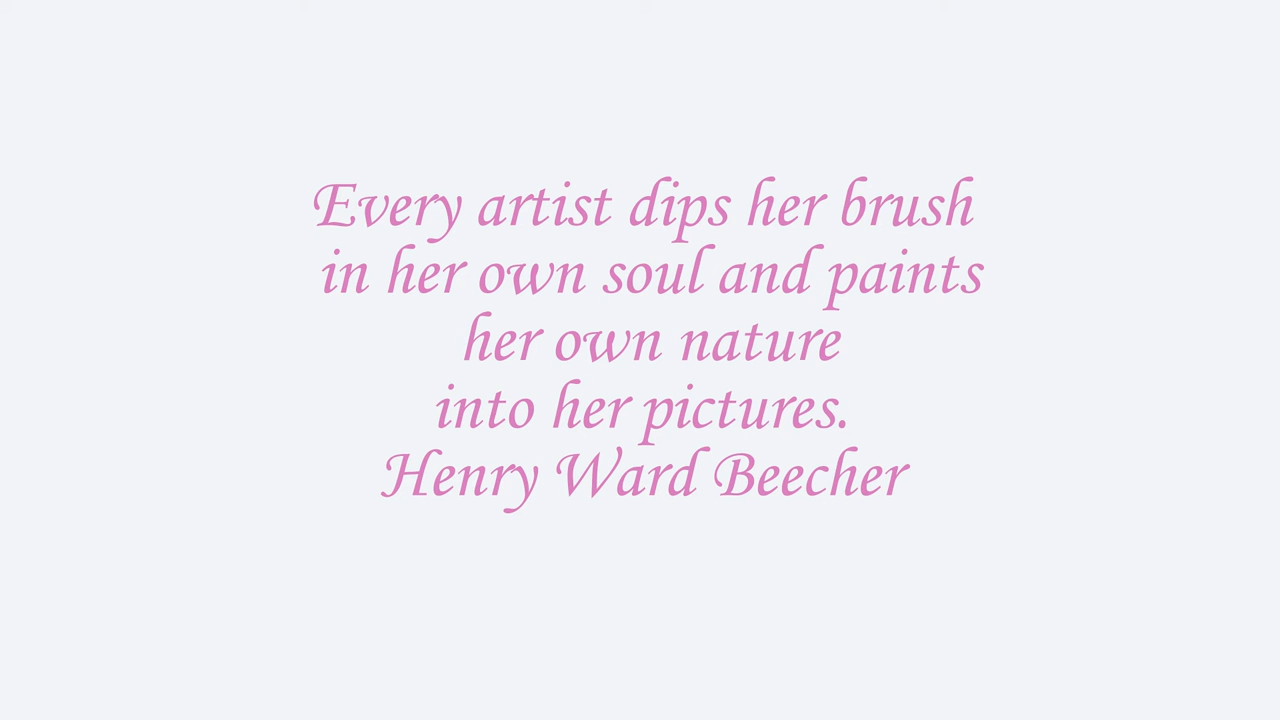 Every artist dips her brush
in her own soul and paints
her own nature
into her pictures.
Henry Ward Beecher